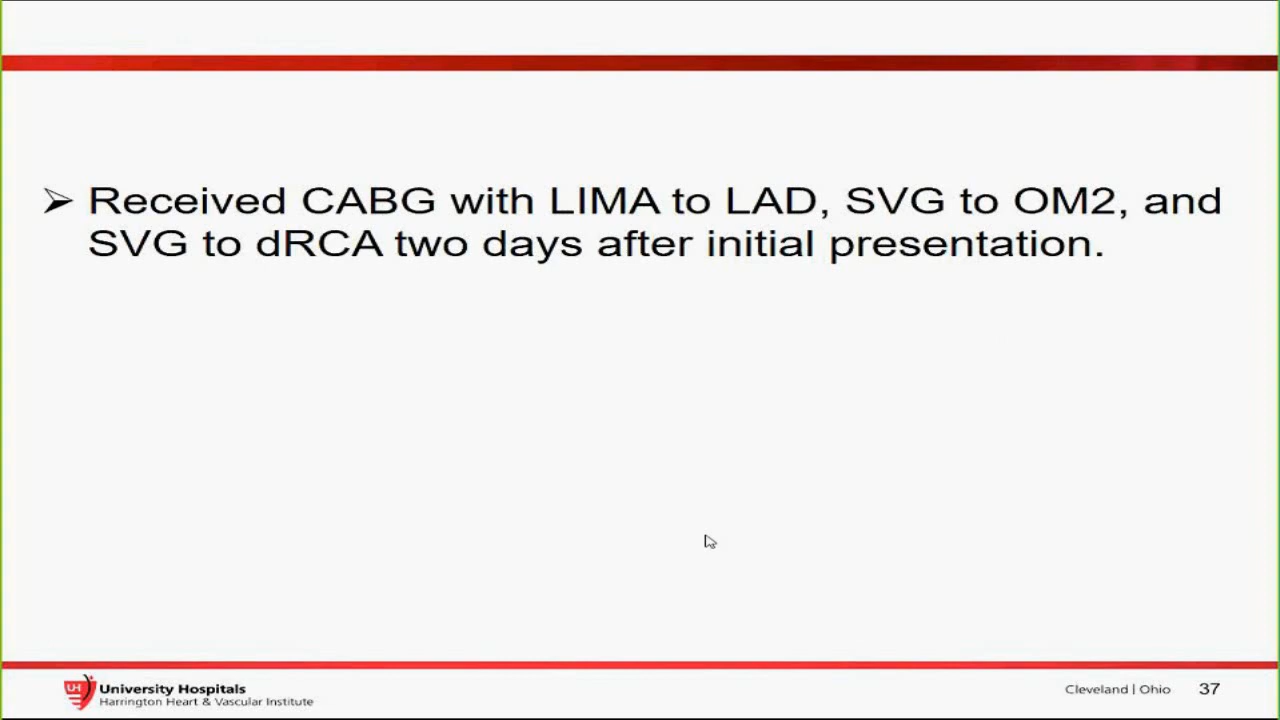 Received CABG with LIMA to LAD, SVG to OM2, and
SVG to dRCA two days after initial presentation.
UH
University Hospitals
Harrington Heart & Vascular Institute
Cleveland | Ohio 37